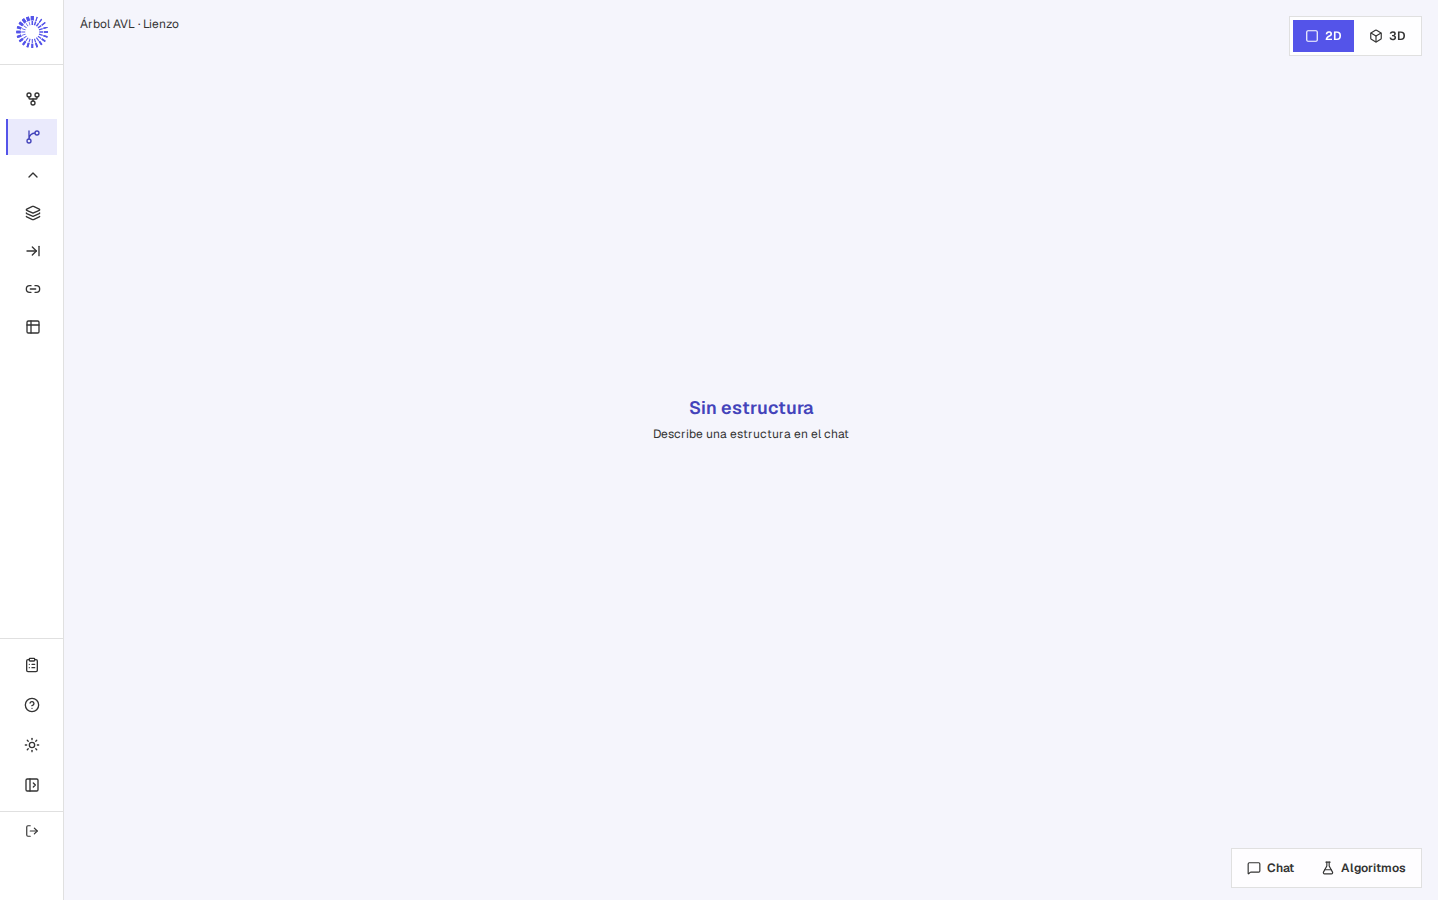 Árbol AVL · Lienzo
2D
3D
Sin estructura
Describe una estructura en el chat
Chat
Algoritmos